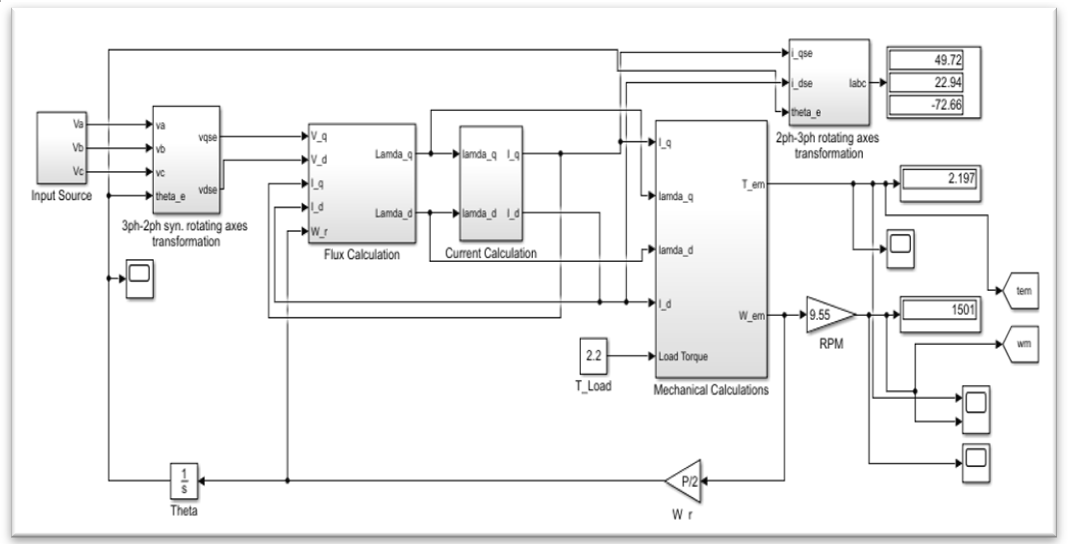 Va
Vb
Vc
Input Source
va
vb
vc
theta_e
vqse
vdse
3ph-2ph syn. rotating axes
transformation
V_q
V_d
I_q
I_d
W_r
Lamda_q
Lamda_d
Flux Calculation
lamda_q
lamda_d
I_q
I_d
Current Calculation
i_qse
i_dse
theta_e
Iabc
2ph-3ph rotating axes
transformation
49.72
22.94
-72.66
I_q
lamda_q
lamda_d
I_d
Load Torque
T_em
W_em
Mechanical Calculations
2.2
T_Load
2.197
9.55
RPM
1501
tem
wm
1
s
Theta
P/2
W r